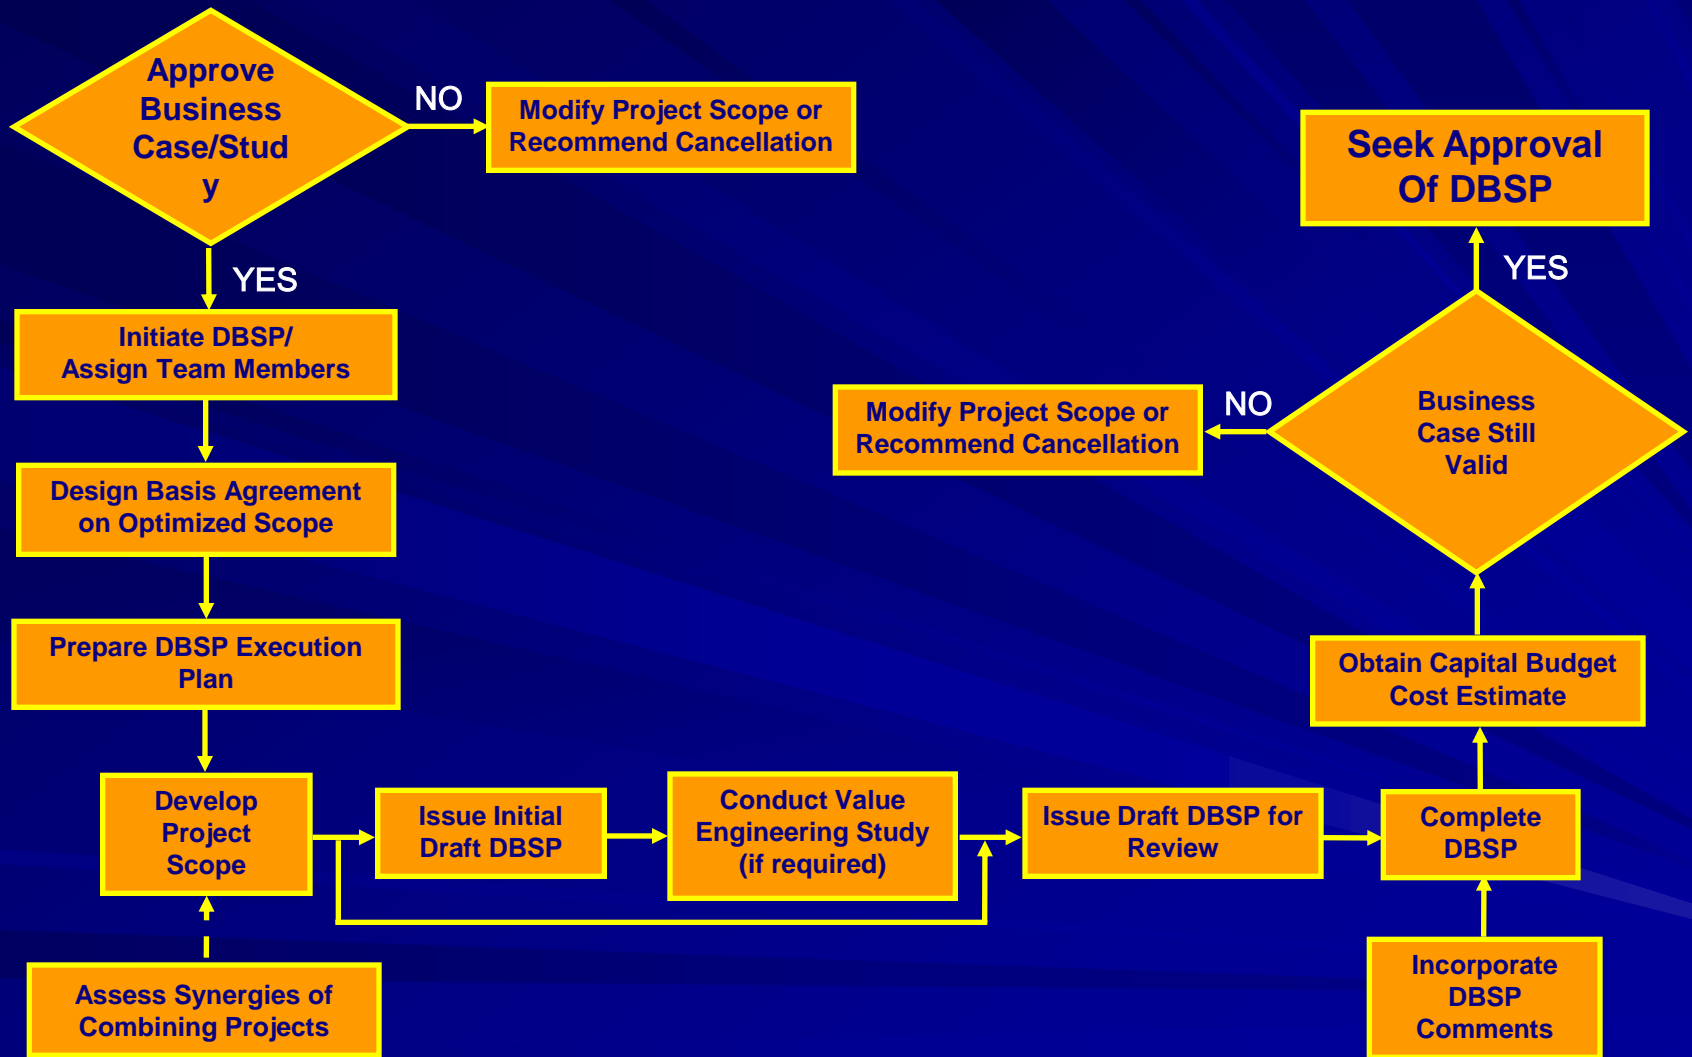 Approve
Business
Case/Stud
y
NO
Modify Project Scope or
Recommend Cancellation
YES
Initiate DBSP/
Assign Team Members
Design Basis Agreement
on Optimized Scope
Prepare DBSP Execution
Plan
Develop
Project
Scope
Assess Synergies of
Combining Projects
Issue Initial
Draft DBSP
Conduct Value
Engineering Study
(if required)
Issue Draft DBSP for
Review
Complete
DBSP
Incorporate
DBSP
Comments
Obtain Capital Budget
Cost Estimate
Business
Case Still
Valid
NO
Modify Project Scope or
Recommend Cancellation
YES
Seek Approval
Of DBSP